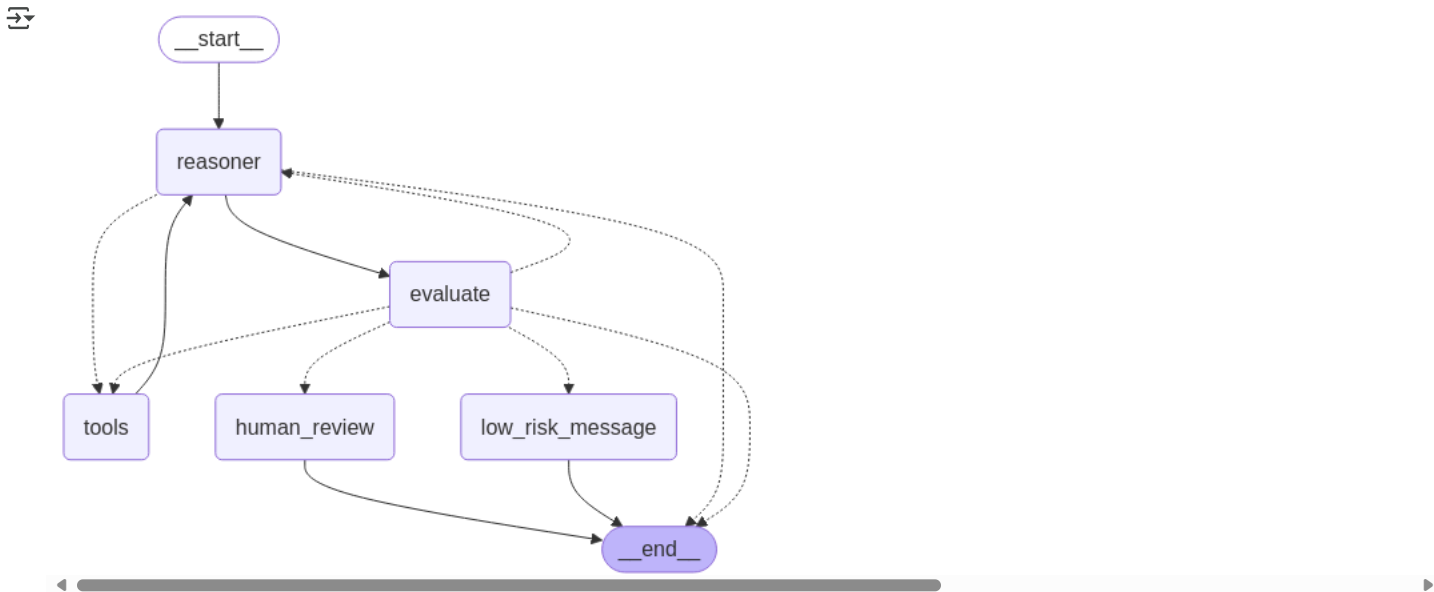 __start__
reasoner
evaluate
tools
human_review
low_risk_message
__end__